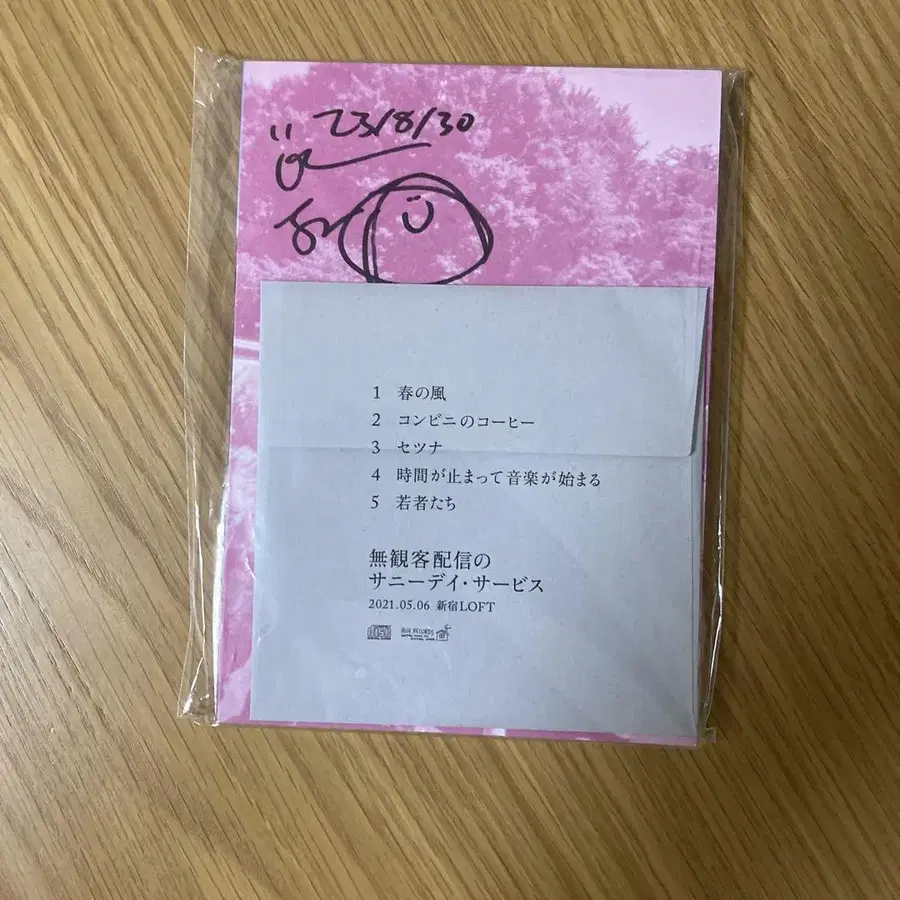 23/8/30
1 春の風
2 コンビニのコーヒー
3 セツナ
4 時間が止まって音楽が始まる
5 若者たち
無観客配信の
サニーデイ・サービス
2021.05.06 新宿LOFT
ROSE RECORDS